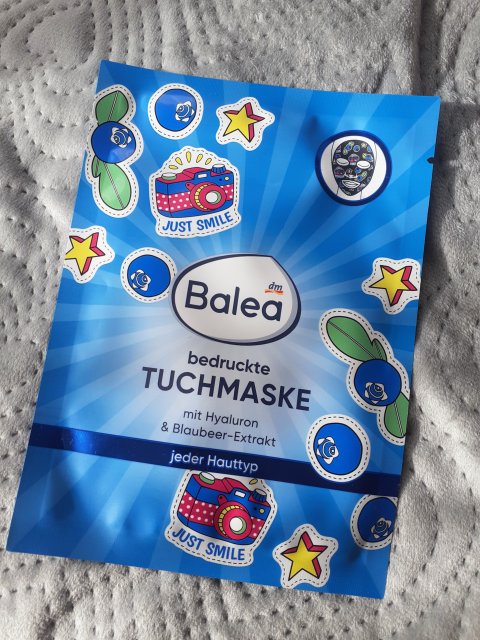 JUST SMILE
dm
Balea
bedruckte
TUCHMASKE
mit Hyaluron
& Blaubeer-Extrakt
jeder Hauttyp
JUST SMILE